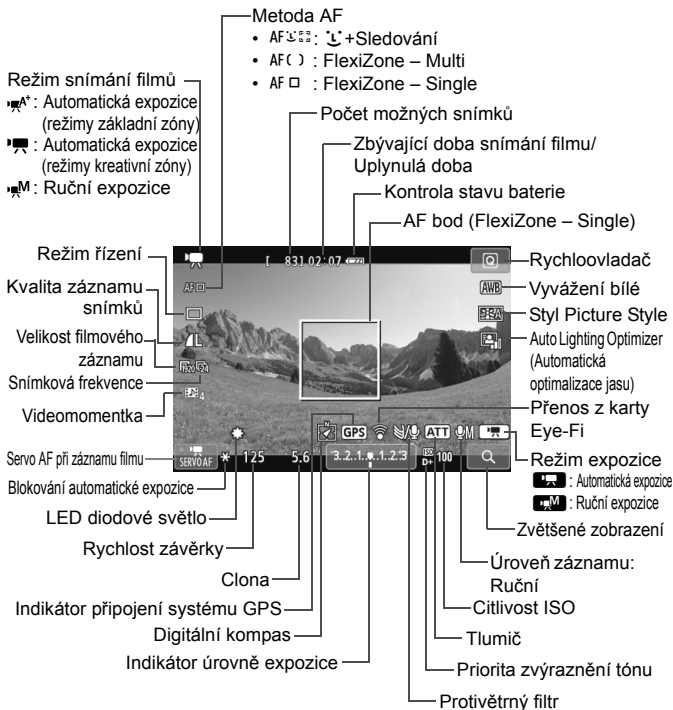 Metoda AF
• AF : +Sledování
• AF( ) : FlexiZone – Multi
• AF □ : FlexiZone – Single
Režim snímání filmů
A+ : Automatická expozice
(režimy základní zóny)
: Automatická expozice
(režimy kreativní zóny)
M : Ruční expozice
Počet možných snímků
Zbývající doba snímání filmu/
Uplynulá doba
Kontrola stavu baterie
AF bod (FlexiZone – Single)
Režim řízení
Kvalita záznamu
snímků
Velikost filmového
záznamu
Snímková frekvence
Videomomentka
Servo AF při záznamu filmu
Blokování automatické expozice
LED diodové světlo
Rychlost závěrky
Clona
Indikátor připojení systému GPS
Digitální kompas
Indikátor úrovně expozice
[ 83] 02:07
AF □
L
1920 24
4
SERVO AF
* 125 5.6 3..2..1..0..1..2..3 ISO D+ 100
GPS ATT M
Q
AWB
Rychloovladač
Vyvážení bílé
Styl Picture Style
Auto Lighting Optimizer
(Automatická
optimalizace jasu)
Přenos z karty
Eye-Fi
Režim expozice
: Automatická expozice
M : Ruční expozice
Zvětšené zobrazení
Úroveň záznamu:
Ruční
Citlivost ISO
Tlumič
Priorita zvýraznění tónu
Protivětrný filtr